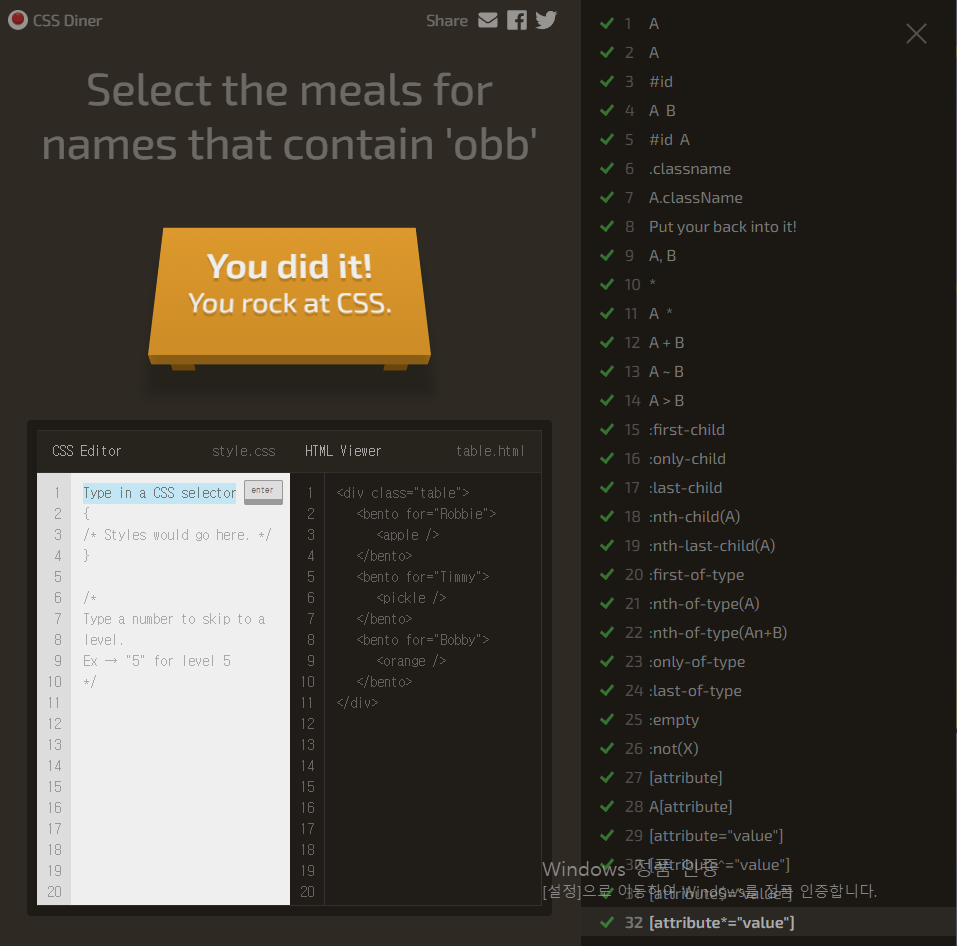 CSS Diner
Share
Select the meals for
names that contain 'obb'
You did it!
You rock at CSS.
CSS Editor
style.css
HTML Viewer
table.html
1 Type in a CSS selector
enter
2 {
3 /* Styles would go here. */
4 }
5
6 /*
7 Type a number to skip to a
8 level.
9 Ex → "5" for level 5
10 */
11
12
13
14
15
16
17
18
19
20
1 <div class="table">
2 <bento for="Robbie">
3 <apple />
4 </bento>
5 <bento for="Timmy">
6 <pickle />
7 </bento>
8 <bento for="Bobby">
9 <orange />
10 </bento>
11 </div>
12
13
14
15
16
17
18
19
20
1 A
2 A
3 #id
4 A B
5 #id A
6 .classname
7 A.className
8 Put your back into it!
9 A, B
10 *
11 A *
12 A + B
13 A ~ B
14 A > B
15 :first-child
16 :only-child
17 :last-child
18 :nth-child(A)
19 :nth-last-child(A)
20 :first-of-type
21 :nth-of-type(A)
22 :nth-of-type(An+B)
23 :only-of-type
24 :last-of-type
25 :empty
26 :not(X)
27 [attribute]
28 A[attribute]
29 [attribute="value"]
30 [attribute^="value"]
Windows 정품 인증
31 [attribute$="value"]
[설정]으로 이동하여 Windows를 정품 인증합니다.
32 [attribute*="value"]